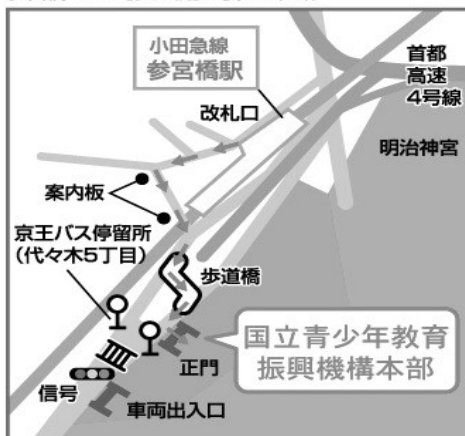 小田急線
参宮橋駅
首都
高速
4号線
改札口
明治神宮
案内板
京王バス停留所
(代々木5丁目)
歩道橋
国立青少年教育
振興機構本部
正門
信号
車両出入口